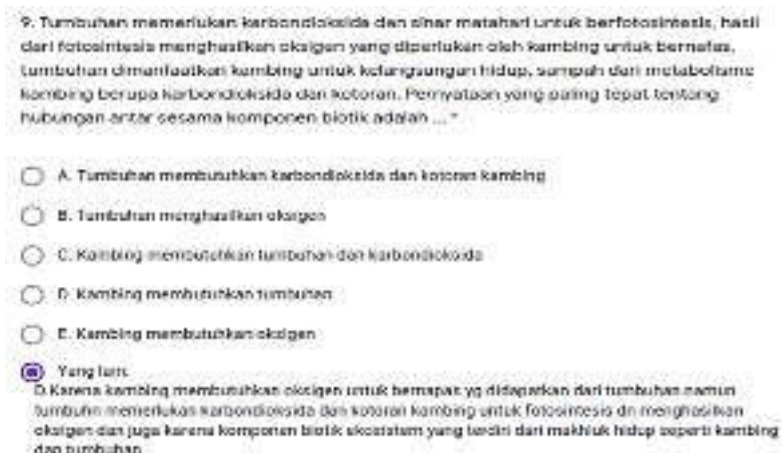 9. Tumbuhan memerlukan karbondioksida dan sinar matahari untuk berfotosintesis, hasil
dari fotosintesis menghasilkan oksigen yang diperlukan oleh kambing untuk bernafas,
tumbuhan dimanfaatkan kambing untuk kelangsungan hidup, sampah dari metabolisme
kambing berupa karbondioksida dan kotoran. Pernyataan yang paling tepat tentang
hubungan antar sesama komponen biotik adalah ... *
A. Tumbuhan membutuhkan karbondioksida dan kotoran kambing
B. Tumbuhan menghasilkan oksigen
C. Kambing membutuhkan tumbuhan dan karbondioksida
D. Kambing membutuhkan tumbuhan
E. Kambing membutuhkan oksigen
Yang lain:
D.Karena kambing membutuhkan oksigen untuk bernapas yg didapatkan dari tumbuhan namun
tumbuhn memerlukan karbondioksida dan kotoran kambing untuk fotosintesis dn menghasilkan
oksigen dan juga karena komponen biotik ekosistem yang terdiri dari makhluk hidup seperti kambing
dan tumbuhan